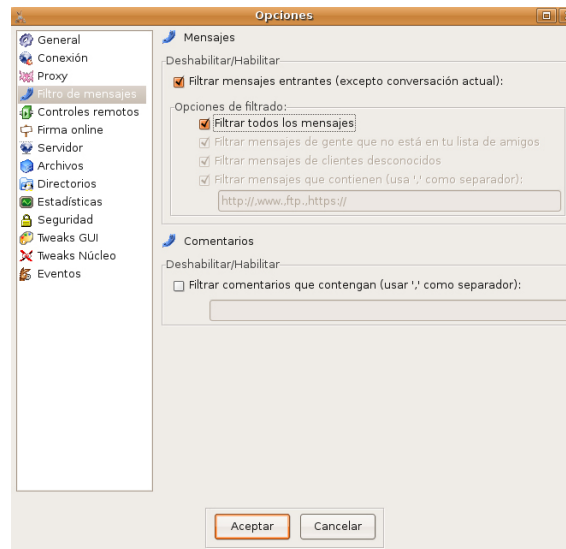 Opciones
General
Conexión
Proxy
Filtro de mensajes
Controles remotos
Firma online
Servidor
Archivos
Directorios
Estadísticas
Seguridad
Tweaks GUI
Tweaks Núcleo
Eventos
Mensajes
Deshabilitar/Habilitar
Filtrar mensajes entrantes (excepto conversación actual):
Opciones de filtrado:
Filtrar todos los mensajes
Filtrar mensajes de gente que no está en tu lista de amigos
Filtrar mensajes de clientes desconocidos
Filtrar mensajes que contienen (usa ',' como separador):
http://,www.,ftp.,https://
Comentarios
Deshabilitar/Habilitar
Filtrar comentarios que contengan (usar ',' como separador):
Aceptar
Cancelar